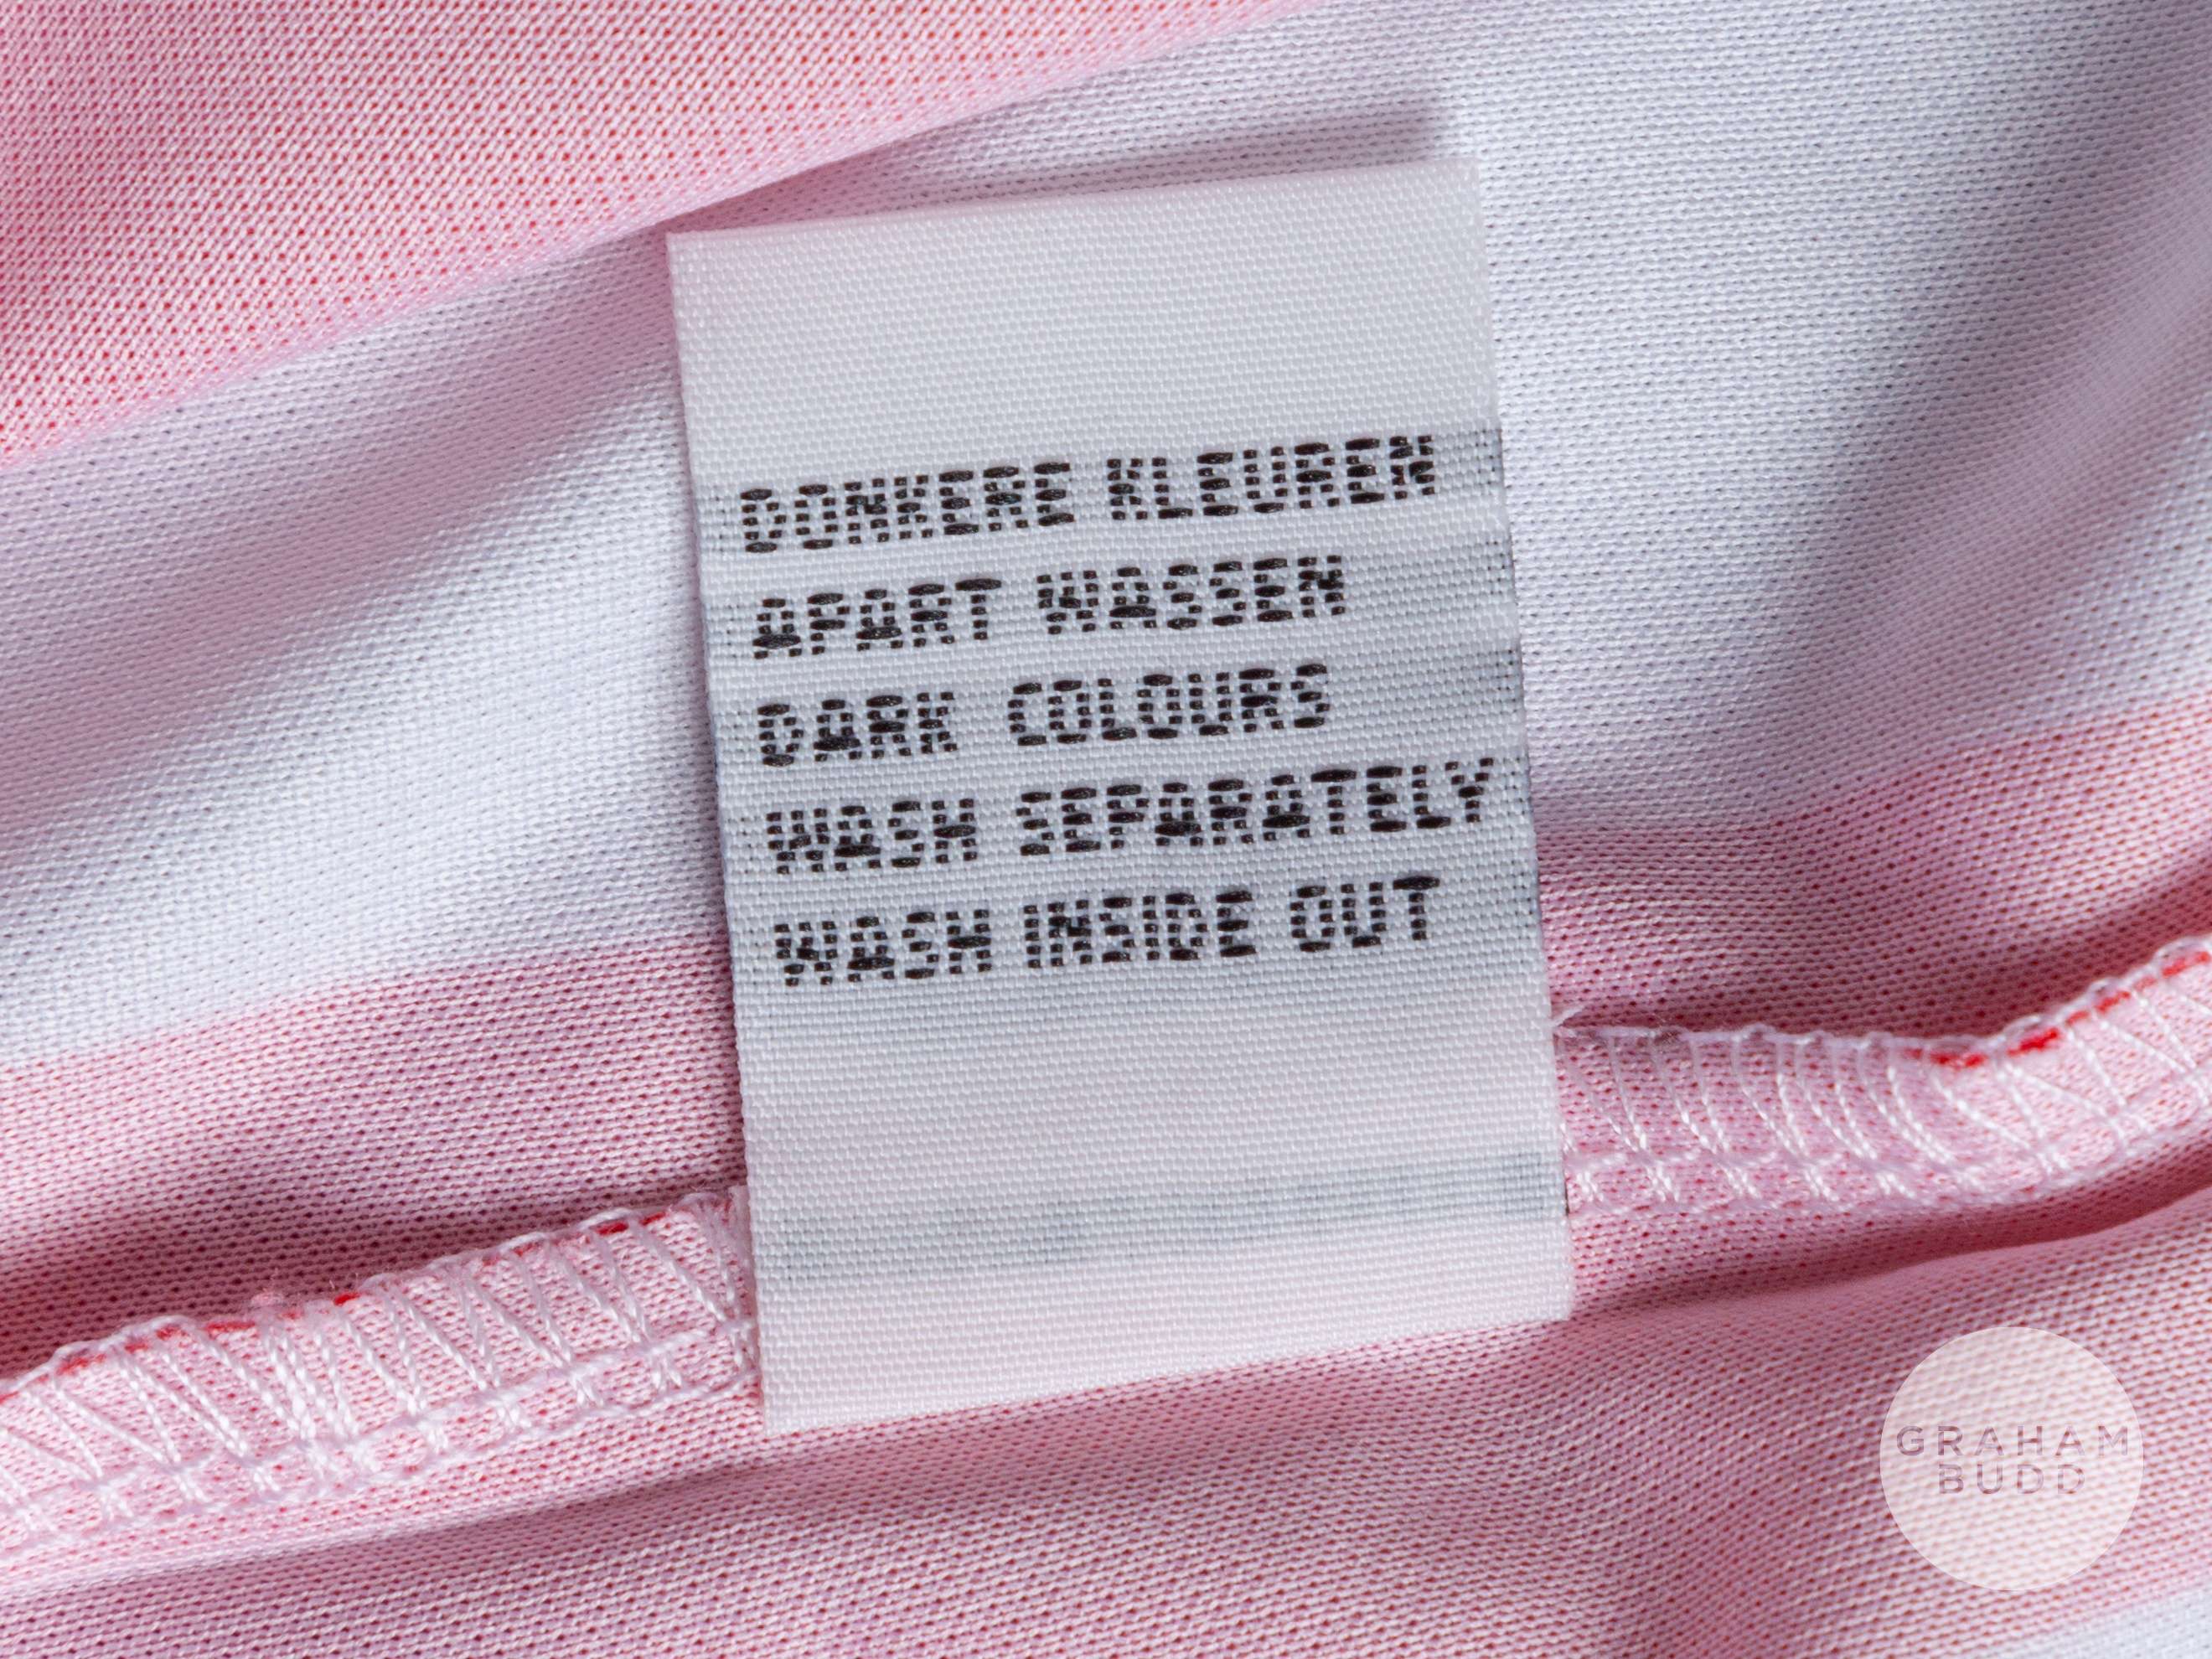 DONKERE KLEUREN
APART WASSEN
DARK COLOURS
WASH SEPARATELY
WASH INSIDE OUT
GRAHAM
BUDD